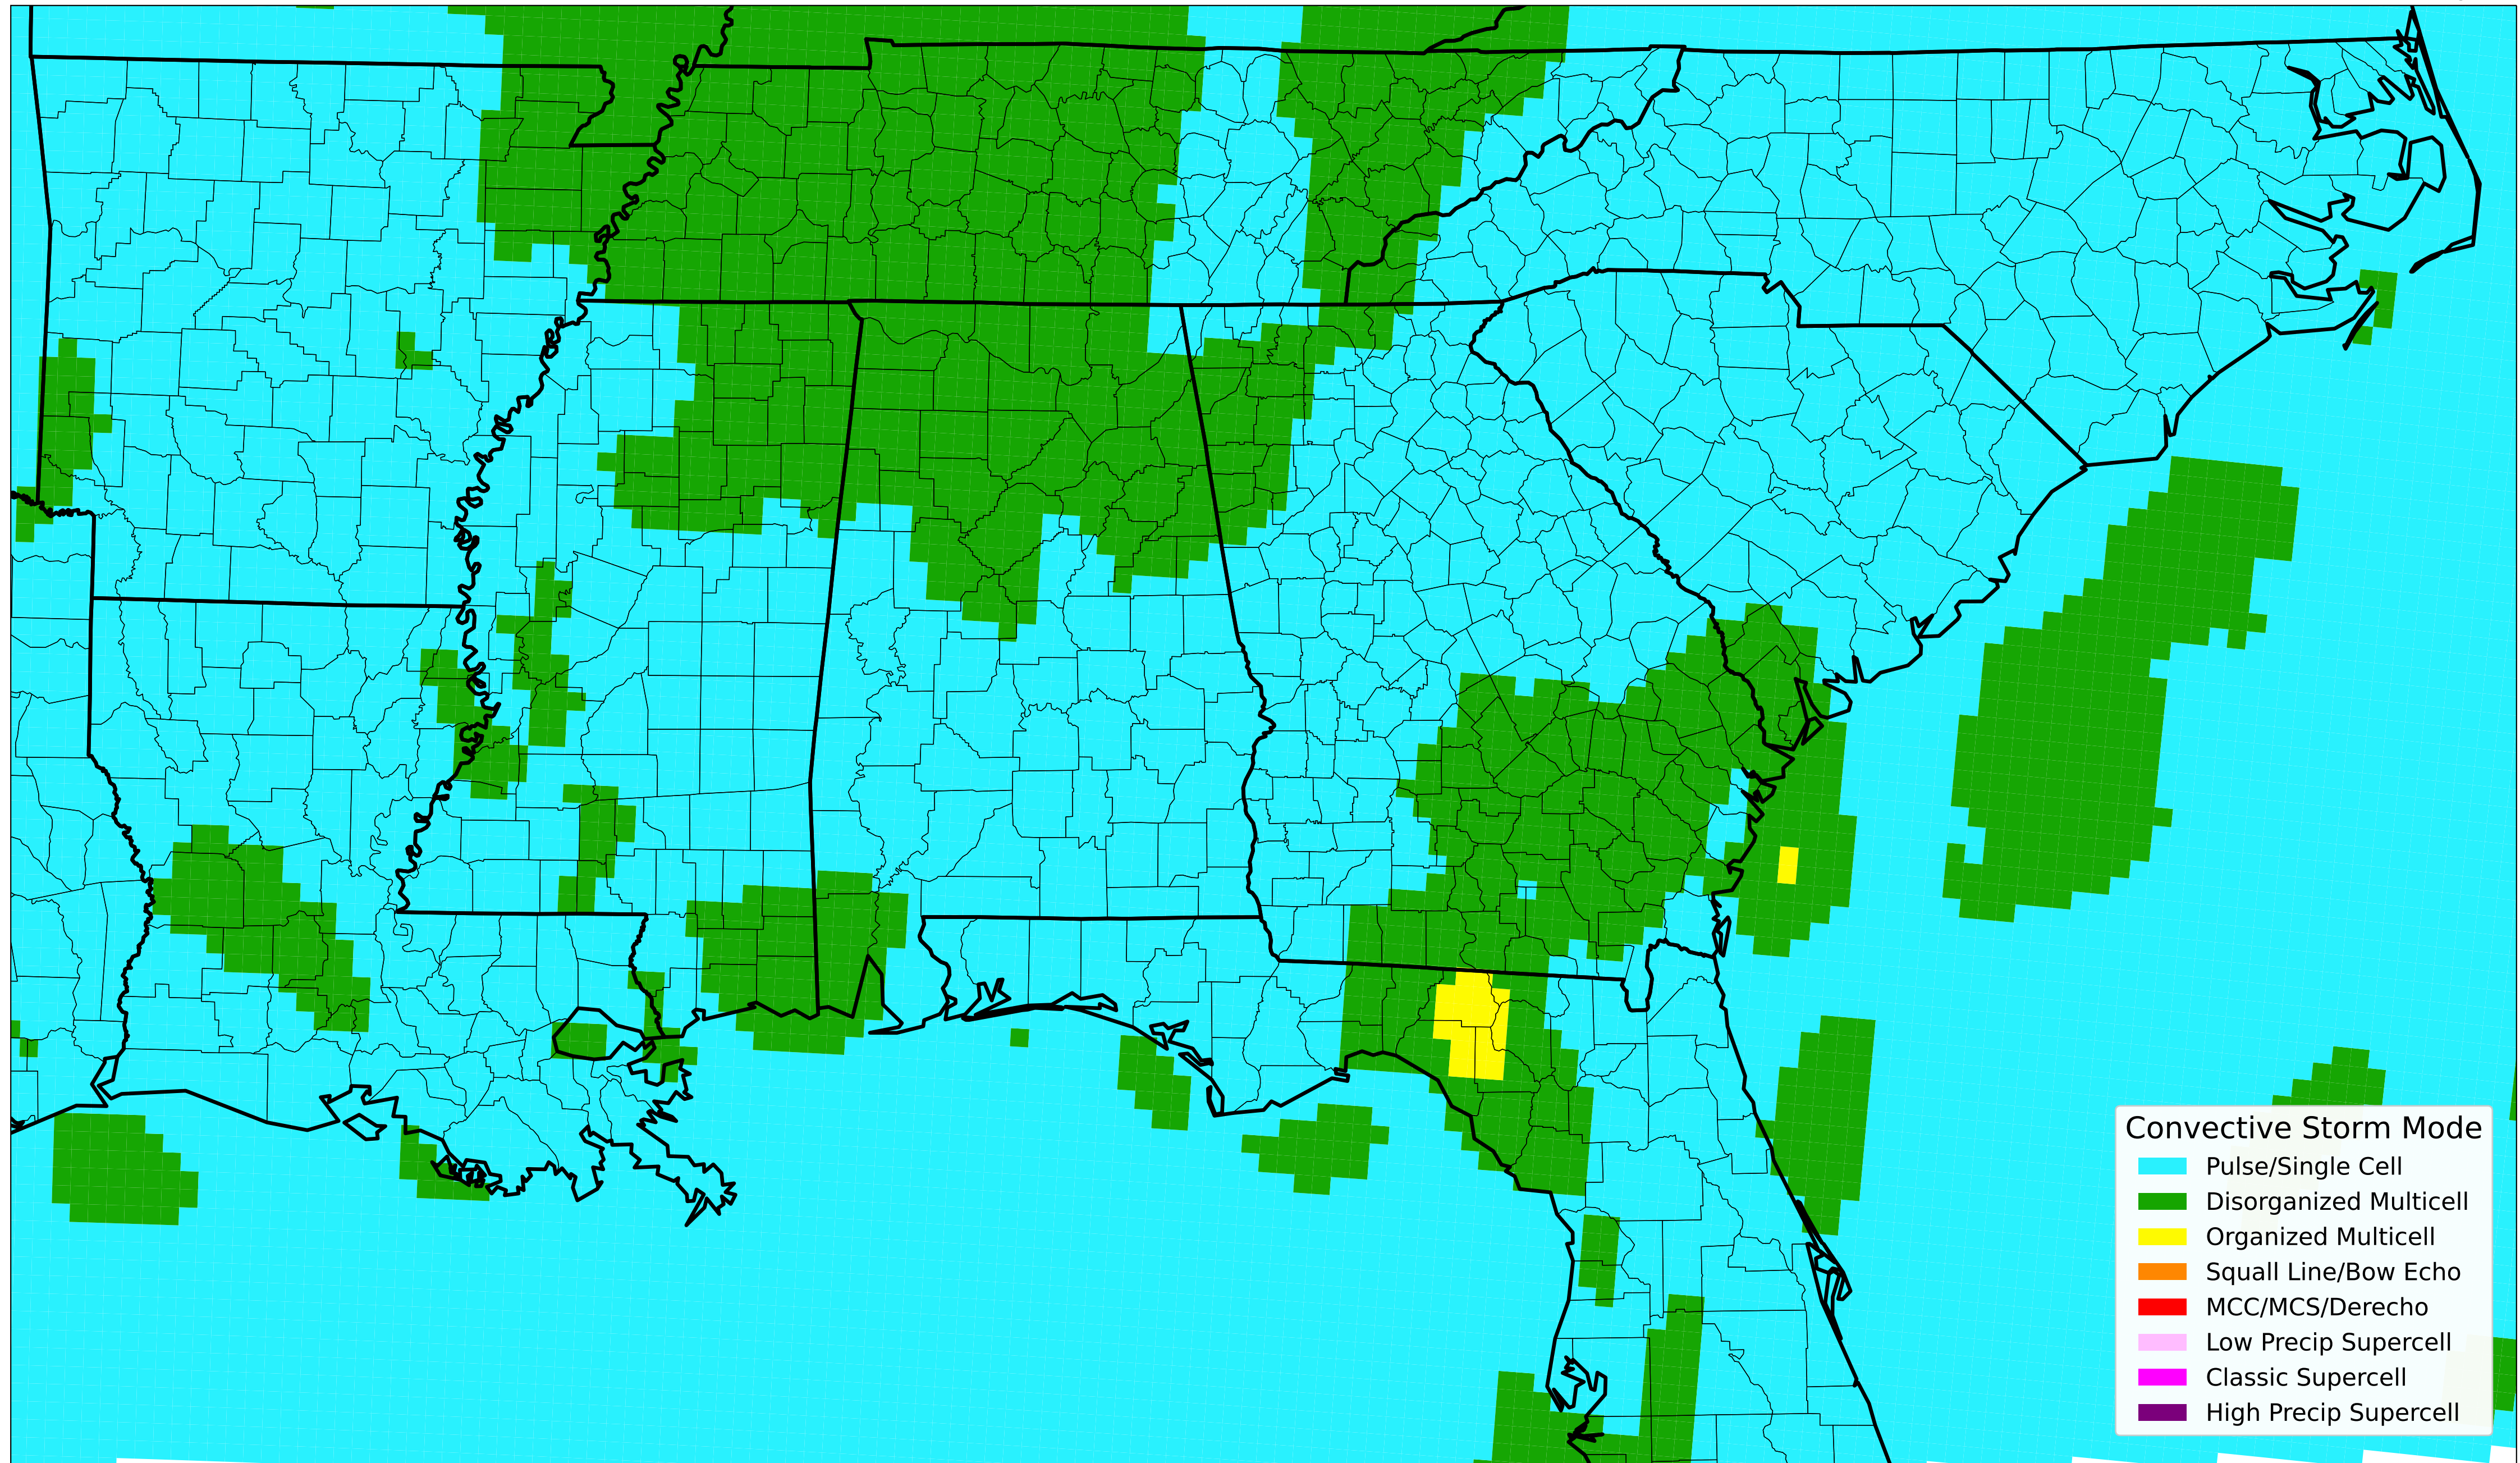 Convective Storm Mode
Pulse/Single Cell
Disorganized Multicell
Organized Multicell
Squall Line/Bow Echo
MCC/MCS/Derecho
Low Precip Supercell
Classic Supercell
High Precip Supercell